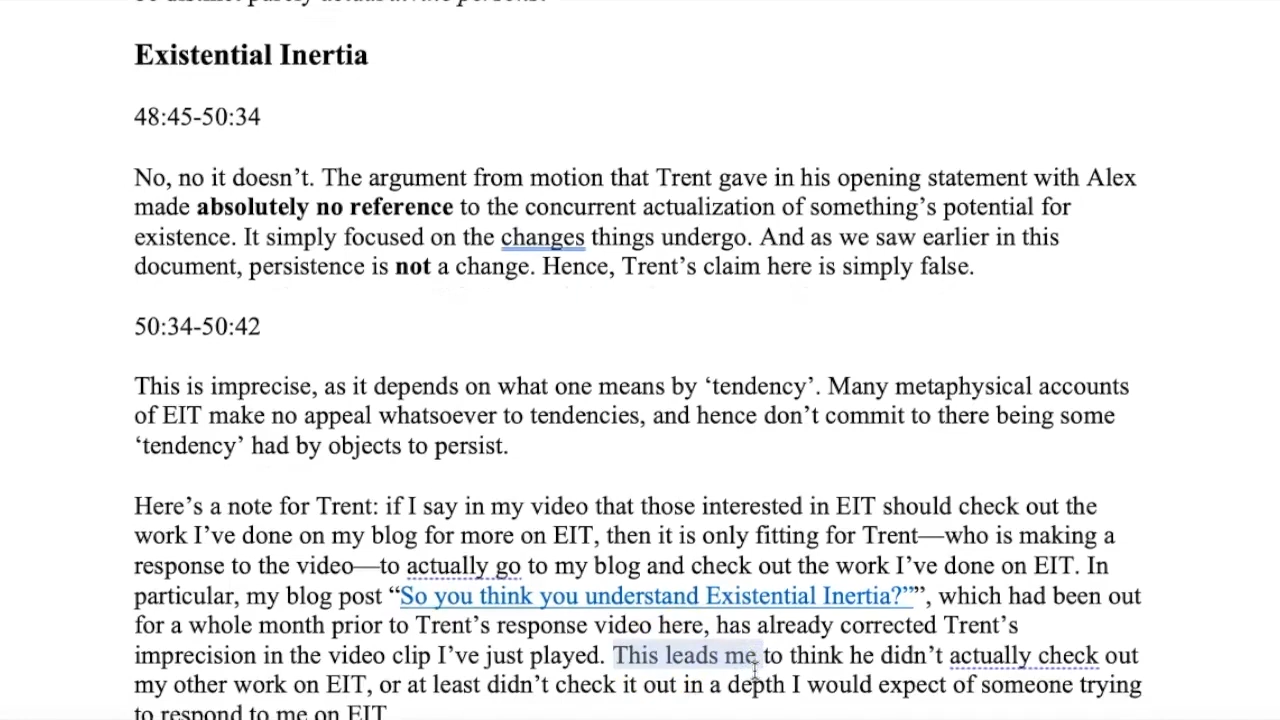 Existential Inertia
48:45-50:34
No, no it doesn’t. The argument from motion that Trent gave in his opening statement with Alex
made absolutely no reference to the concurrent actualization of something’s potential for
existence. It simply focused on the changes things undergo. And as we saw earlier in this
document, persistence is not a change. Hence, Trent’s claim here is simply false.
50:34-50:42
This is imprecise, as it depends on what one means by ‘tendency’. Many metaphysical accounts
of EIT make no appeal whatsoever to tendencies, and hence don’t commit to there being some
‘tendency’ had by objects to persist.
Here’s a note for Trent: if I say in my video that those interested in EIT should check out the
work I’ve done on my blog for more on EIT, then it is only fitting for Trent—who is making a
response to the video—to actually go to my blog and check out the work I’ve done on EIT. In
particular, my blog post “So you think you understand Existential Inertia?””, which had been out
for a whole month prior to Trent’s response video here, has already corrected Trent’s
imprecision in the video clip I’ve just played. This leads me to think he didn’t actually check out
my other work on EIT, or at least didn’t check it out in a depth I would expect of someone trying
to respond to me on EIT